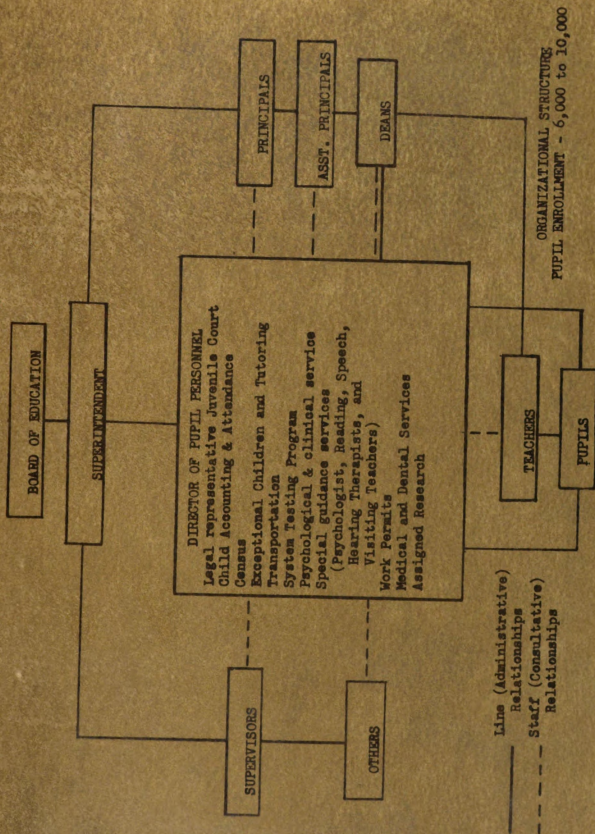 BOARD OF EDUCATION
SUPERINTENDENT
SUPERVISORS
OTHERS
DIRECTOR OF PUPIL PERSONNEL
Legal representative Juvenile Court
Child Accounting & Attendance
Census
Exceptional Children and Tutoring
Transportation
System Testing Program
Psychological & clinical service
Special guidance services
(Psychologist, Reading, Speech,
Hearing Therapists, and
Visiting Teachers)
Work Permits
Medical and Dental Services
Assigned Research
PRINCIPALS
ASST. PRINCIPALS
DEANS
TEACHERS
PUPILS
Line (Administrative)
Relationships
Staff (Consultative)
Relationships
ORGANIZATIONAL STRUCTURE
PUPIL ENROLLMENT - 6,000 to 10,000